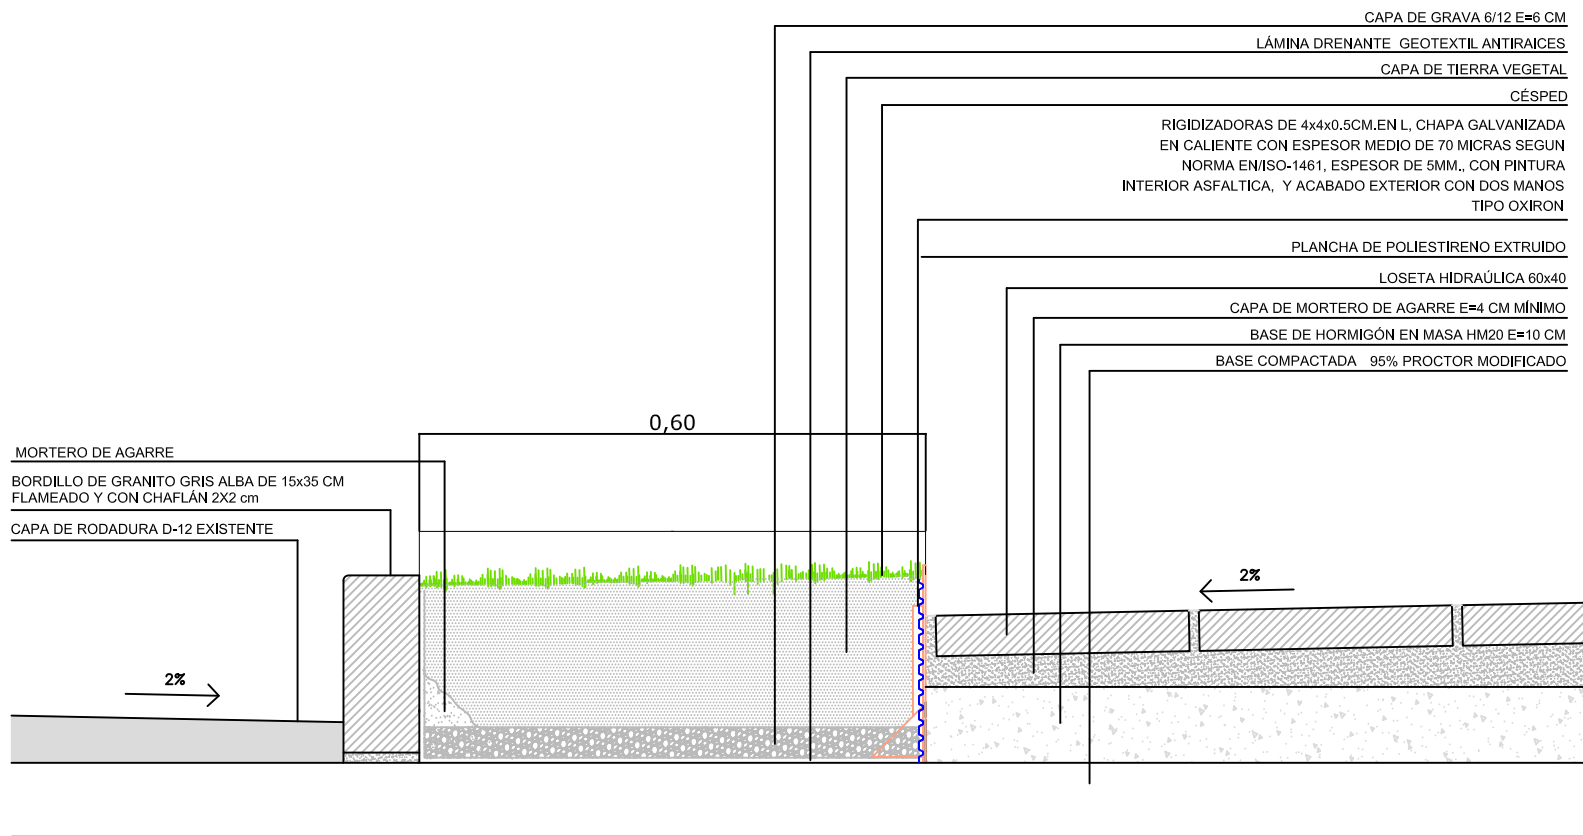 CAPA DE GRAVA 6/12 E=6 CM
LÁMINA DRENANTE GEOTEXTIL ANTIRAICES
CAPA DE TIERRA VEGETAL
CÉSPED
RIGIDIZADORAS DE 4x4x0.5CM.EN L, CHAPA GALVANIZADA
EN CALIENTE CON ESPESOR MEDIO DE 70 MICRAS SEGUN
NORMA EN/ISO-1461, ESPESOR DE 5MM., CON PINTURA
INTERIOR ASFALTICA, Y ACABADO EXTERIOR CON DOS MANOS
TIPO OXIRON
PLANCHA DE POLIESTIRENO EXTRUIDO
LOSETA HIDRAÚLICA 60x40
CAPA DE MORTERO DE AGARRE E=4 CM MÍNIMO
BASE DE HORMIGÓN EN MASA HM20 E=10 CM
BASE COMPACTADA 95% PROCTOR MODIFICADO
0,60
MORTERO DE AGARRE
BORDILLO DE GRANITO GRIS ALBA DE 15x35 CM
FLAMEADO Y CON CHAFLÁN 2X2 cm
CAPA DE RODADURA D-12 EXISTENTE
2%
2%